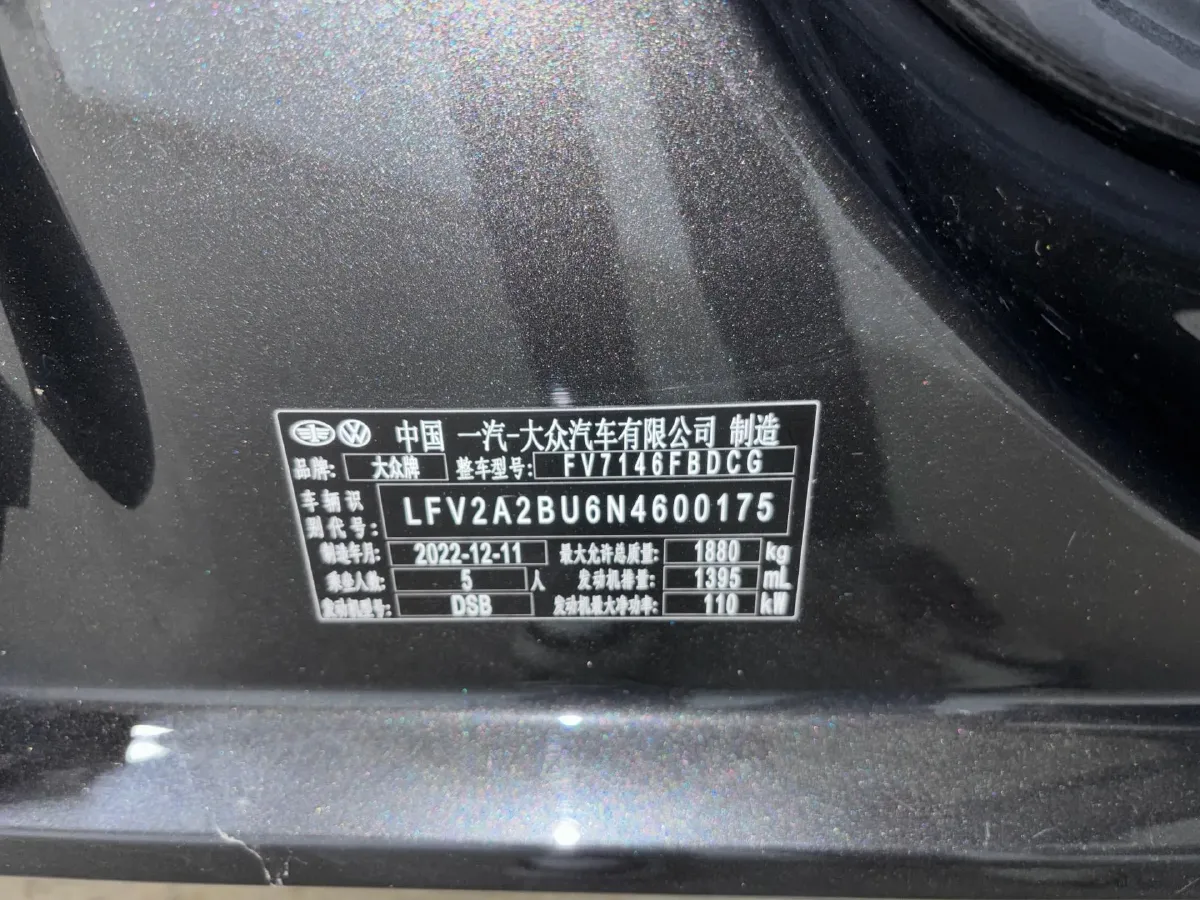 中国 一汽-大众汽车有限公司 制造
品牌: 大众牌 整车型号: FV7146FBDCG
车辆识别代号: LFV2A2BU6N4600175
制造年月: 2022-12-11 最大允许总质量: 1880 kg
乘坐人数: 5 人 发动机排量: 1395 mL
发动机型号: DSB 发动机最大净功率: 110 kW